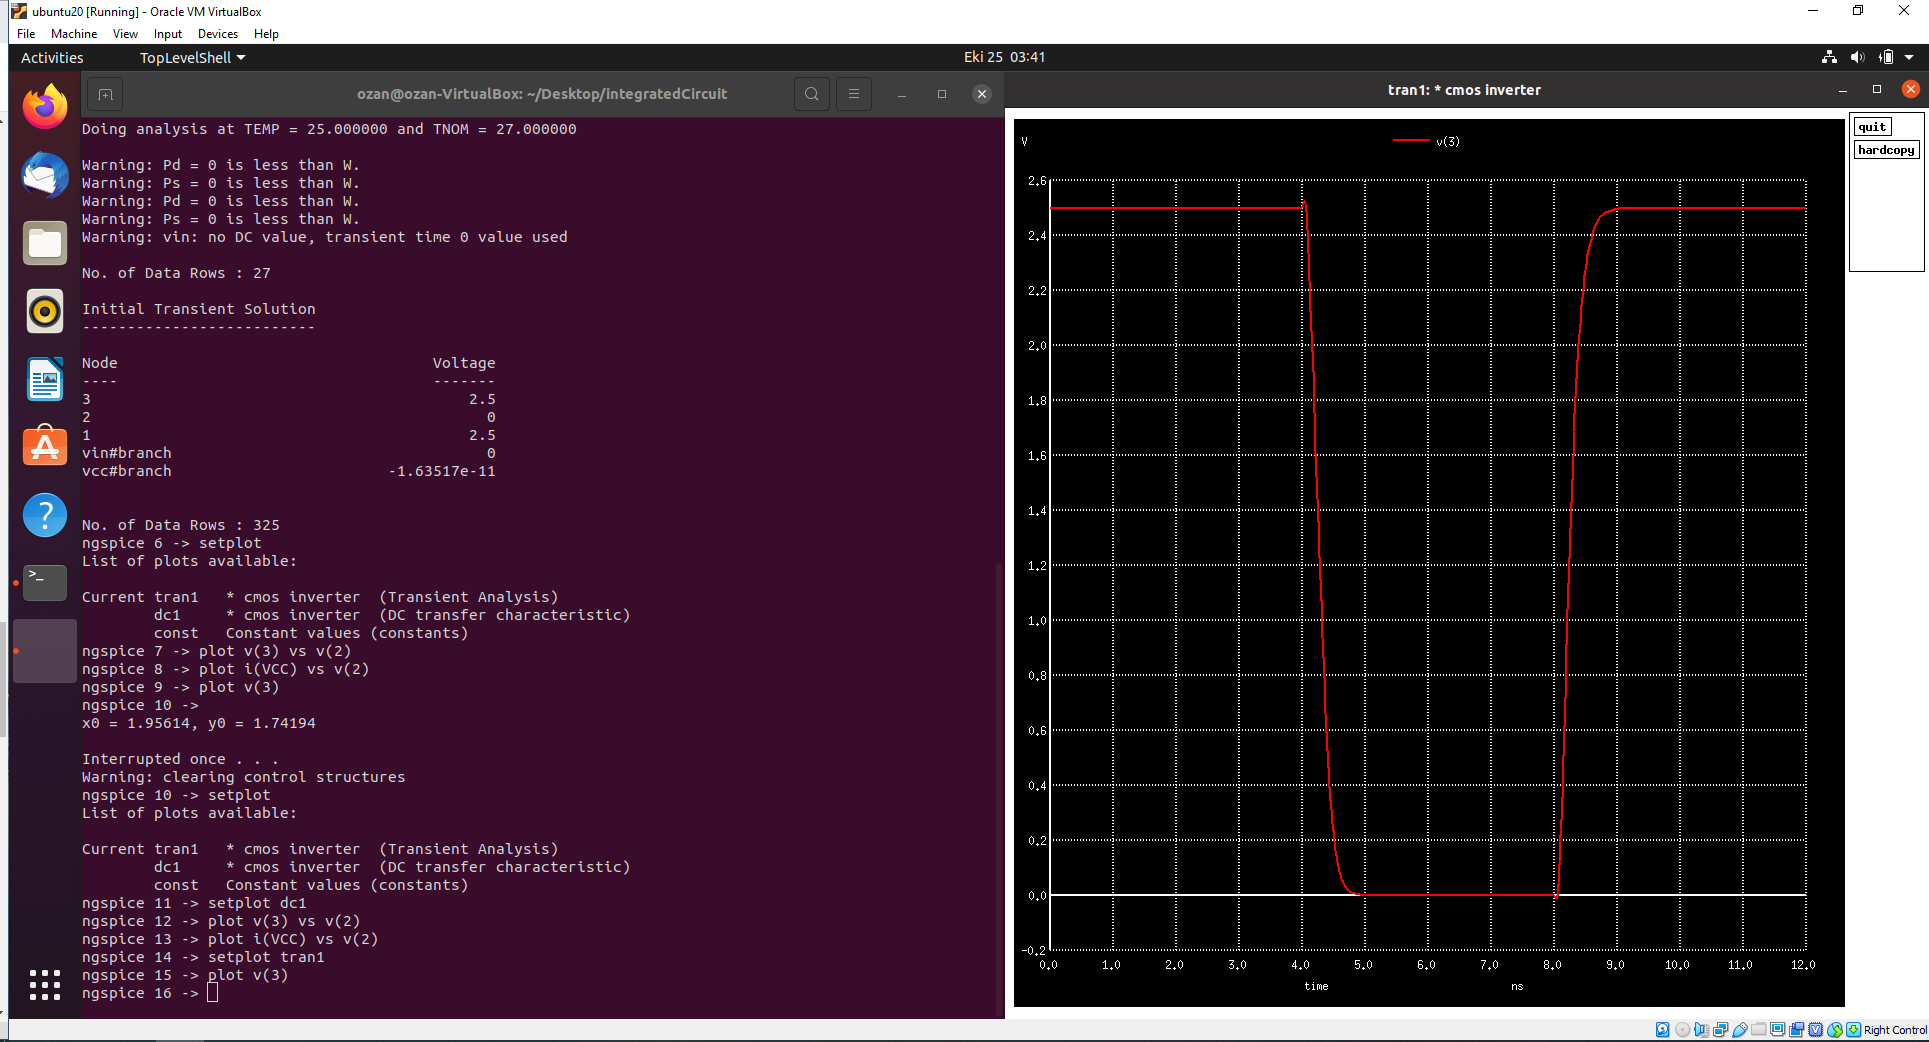 ubuntu20 [Running] - Oracle VM VirtualBox
File Machine View Input Devices Help
Activities TopLevelShell Eki 25 03:41
ozan@ozan-VirtualBox: ~/Desktop/integratedCircuit
Doing analysis at TEMP = 25.000000 and TNOM = 27.000000
Warning: Pd = 0 is less than W.
Warning: Ps = 0 is less than W.
Warning: Pd = 0 is less than W.
Warning: Ps = 0 is less than W.
Warning: vin: no DC value, transient time 0 value used
No. of Data Rows : 27
Initial Transient Solution
--------------------------
Node Voltage
---- -------
3 2.5
2 0
1 2.5
vin#branch 0
vcc#branch -1.63517e-11
No. of Data Rows : 325
ngspice 6 -> setplot
List of plots available:
Current tran1 * cmos inverter (Transient Analysis)
dc1 * cmos inverter (DC transfer characteristic)
const Constant values (constants)
ngspice 7 -> plot v(3) vs v(2)
ngspice 8 -> plot i(VCC) vs v(2)
ngspice 9 -> plot v(3)
ngspice 10 ->
x0 = 1.95614, y0 = 1.74194
Interrupted once . . .
Warning: clearing control structures
ngspice 10 -> setplot
List of plots available:
Current tran1 * cmos inverter (Transient Analysis)
dc1 * cmos inverter (DC transfer characteristic)
const Constant values (constants)
ngspice 11 -> setplot dc1
ngspice 12 -> plot v(3) vs v(2)
ngspice 13 -> plot i(VCC) vs v(2)
ngspice 14 -> setplot tran1
ngspice 15 -> plot v(3)
ngspice 16 ->
tran1: * cmos inverter
quit
hardcopy
V
v(3)
2.6
2.4
2.2
2.0
1.8
1.6
1.4
1.2
1.0
0.8
0.6
0.4
0.2
0.0
-0.2
0.0 1.0 2.0 3.0 4.0 5.0 6.0 7.0 8.0 9.0 10.0 11.0 12.0
time ns
Right Control